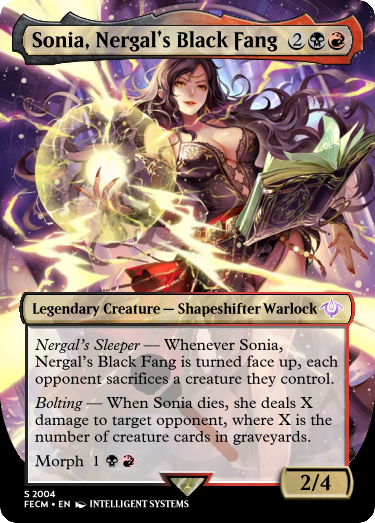 Sonia, Nergal's Black Fang 2
Legendary Creature — Shapeshifter Warlock
Nergal's Sleeper — Whenever Sonia,
Nergal's Black Fang is turned face up, each
opponent sacrifices a creature they control.
Bolting — When Sonia dies, she deals X
damage to target opponent, where X is the
number of creature cards in graveyards.
Morph 1
2/4
S 2004
FECM • EN INTELLIGENT SYSTEMS